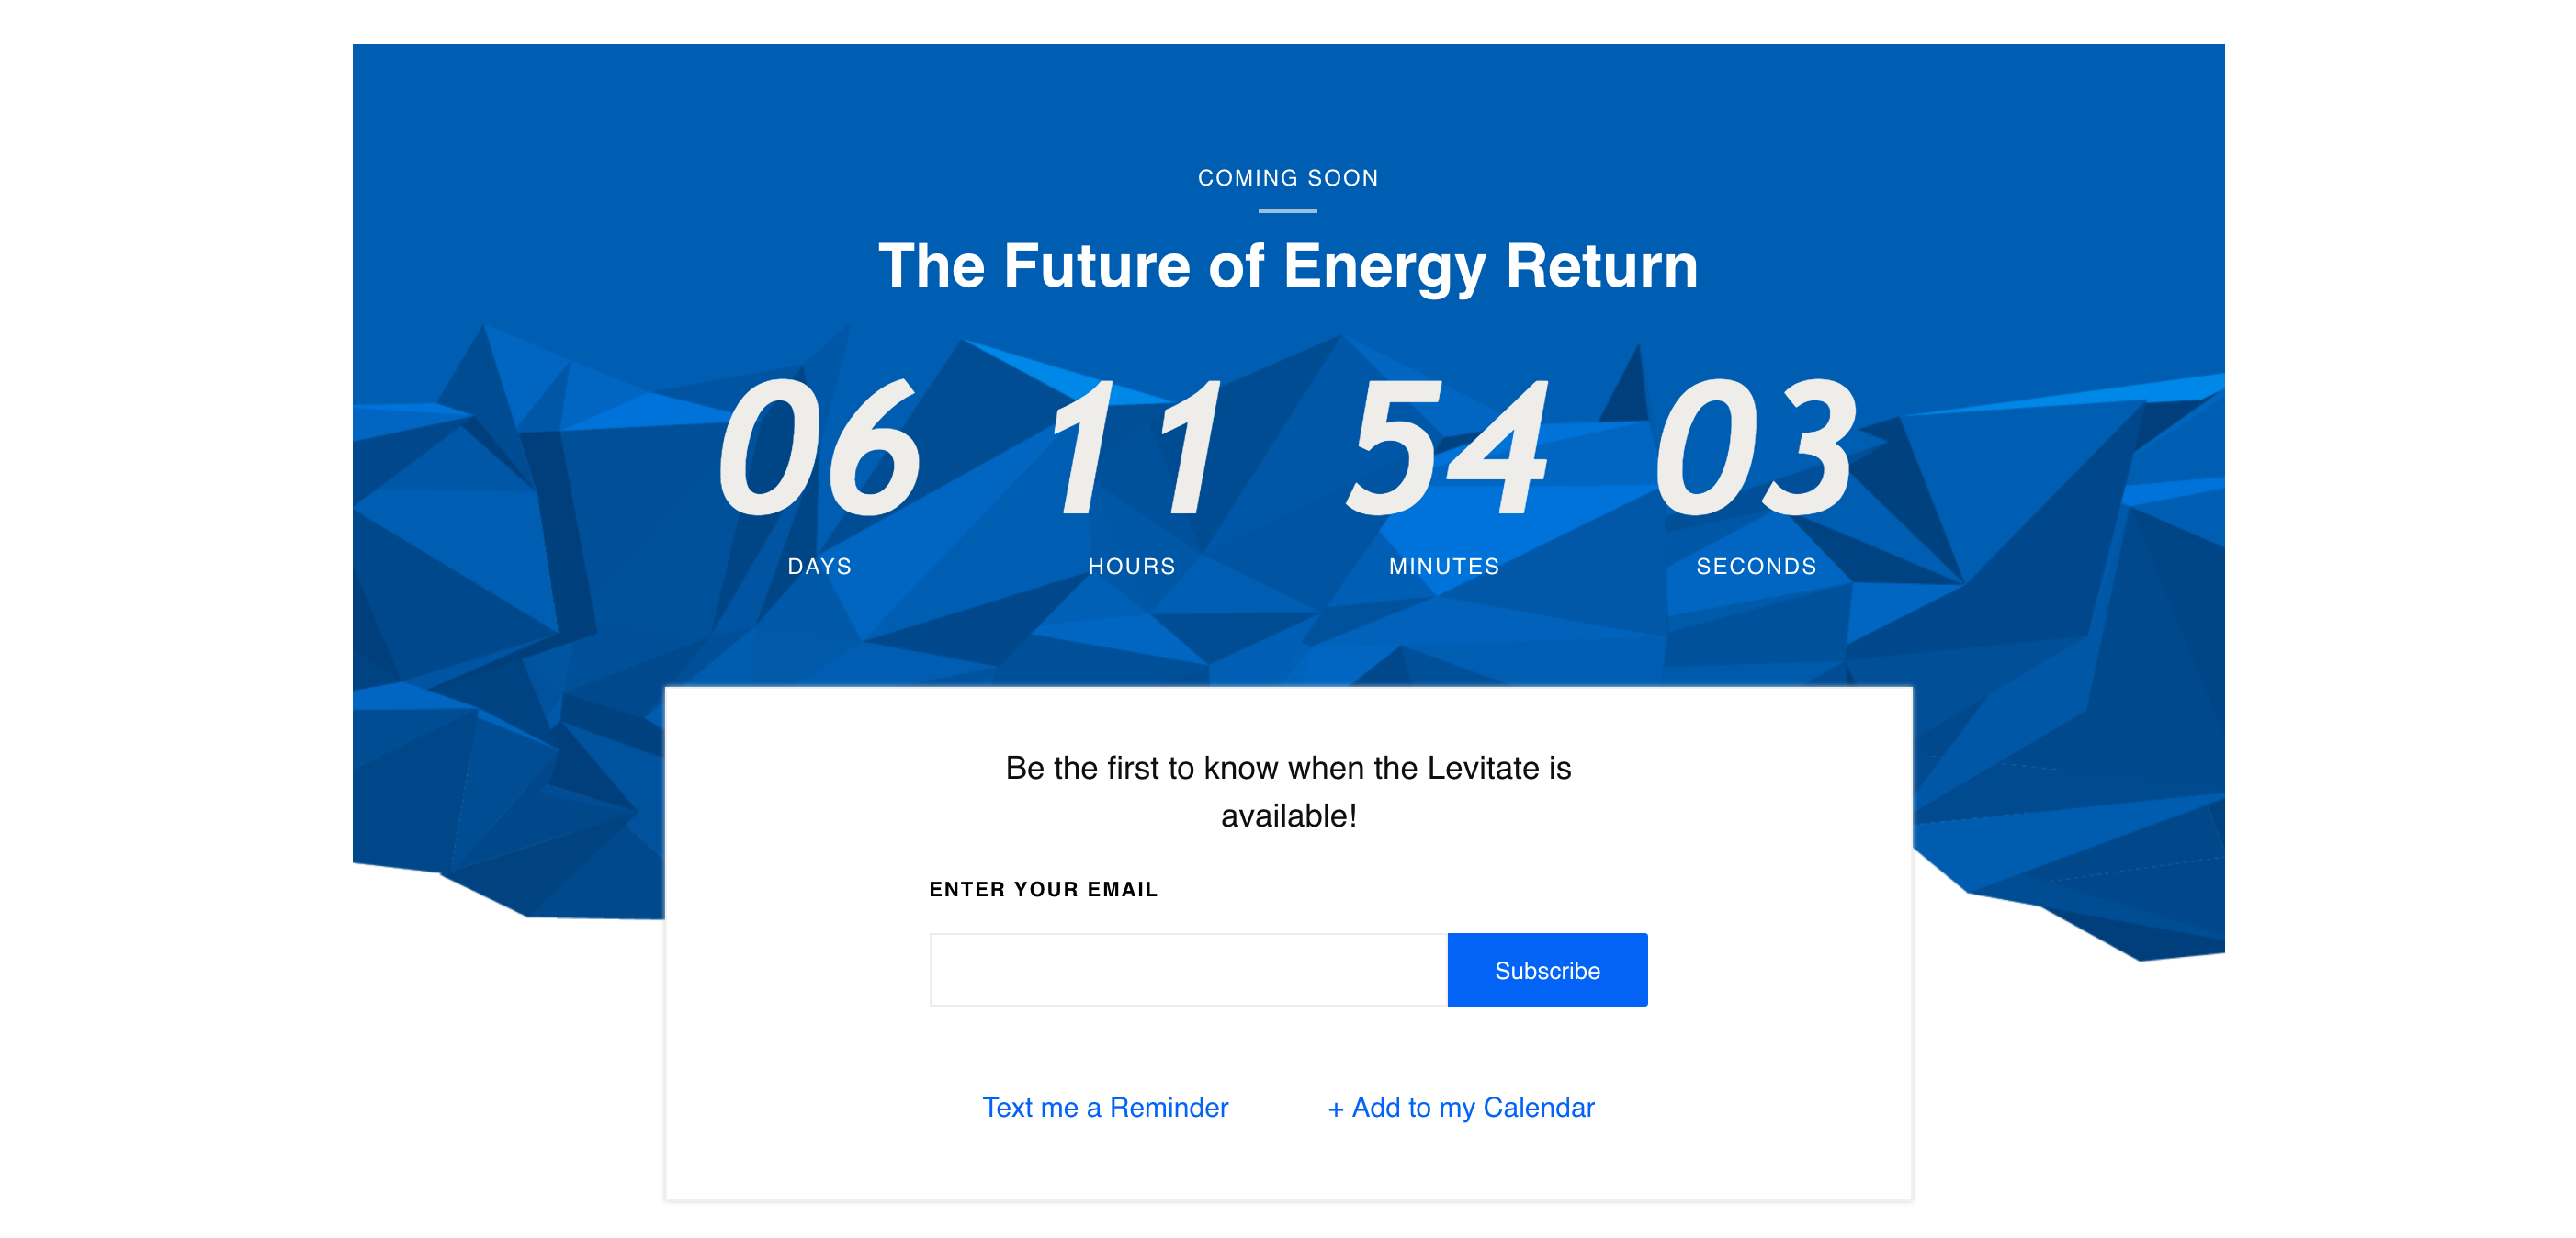 COMING SOON
The Future of Energy Return
06 11 54 03
DAYS HOURS MINUTES SECONDS
Be the first to know when the Levitate is
available!
ENTER YOUR EMAIL
Subscribe
Text me a Reminder + Add to my Calendar